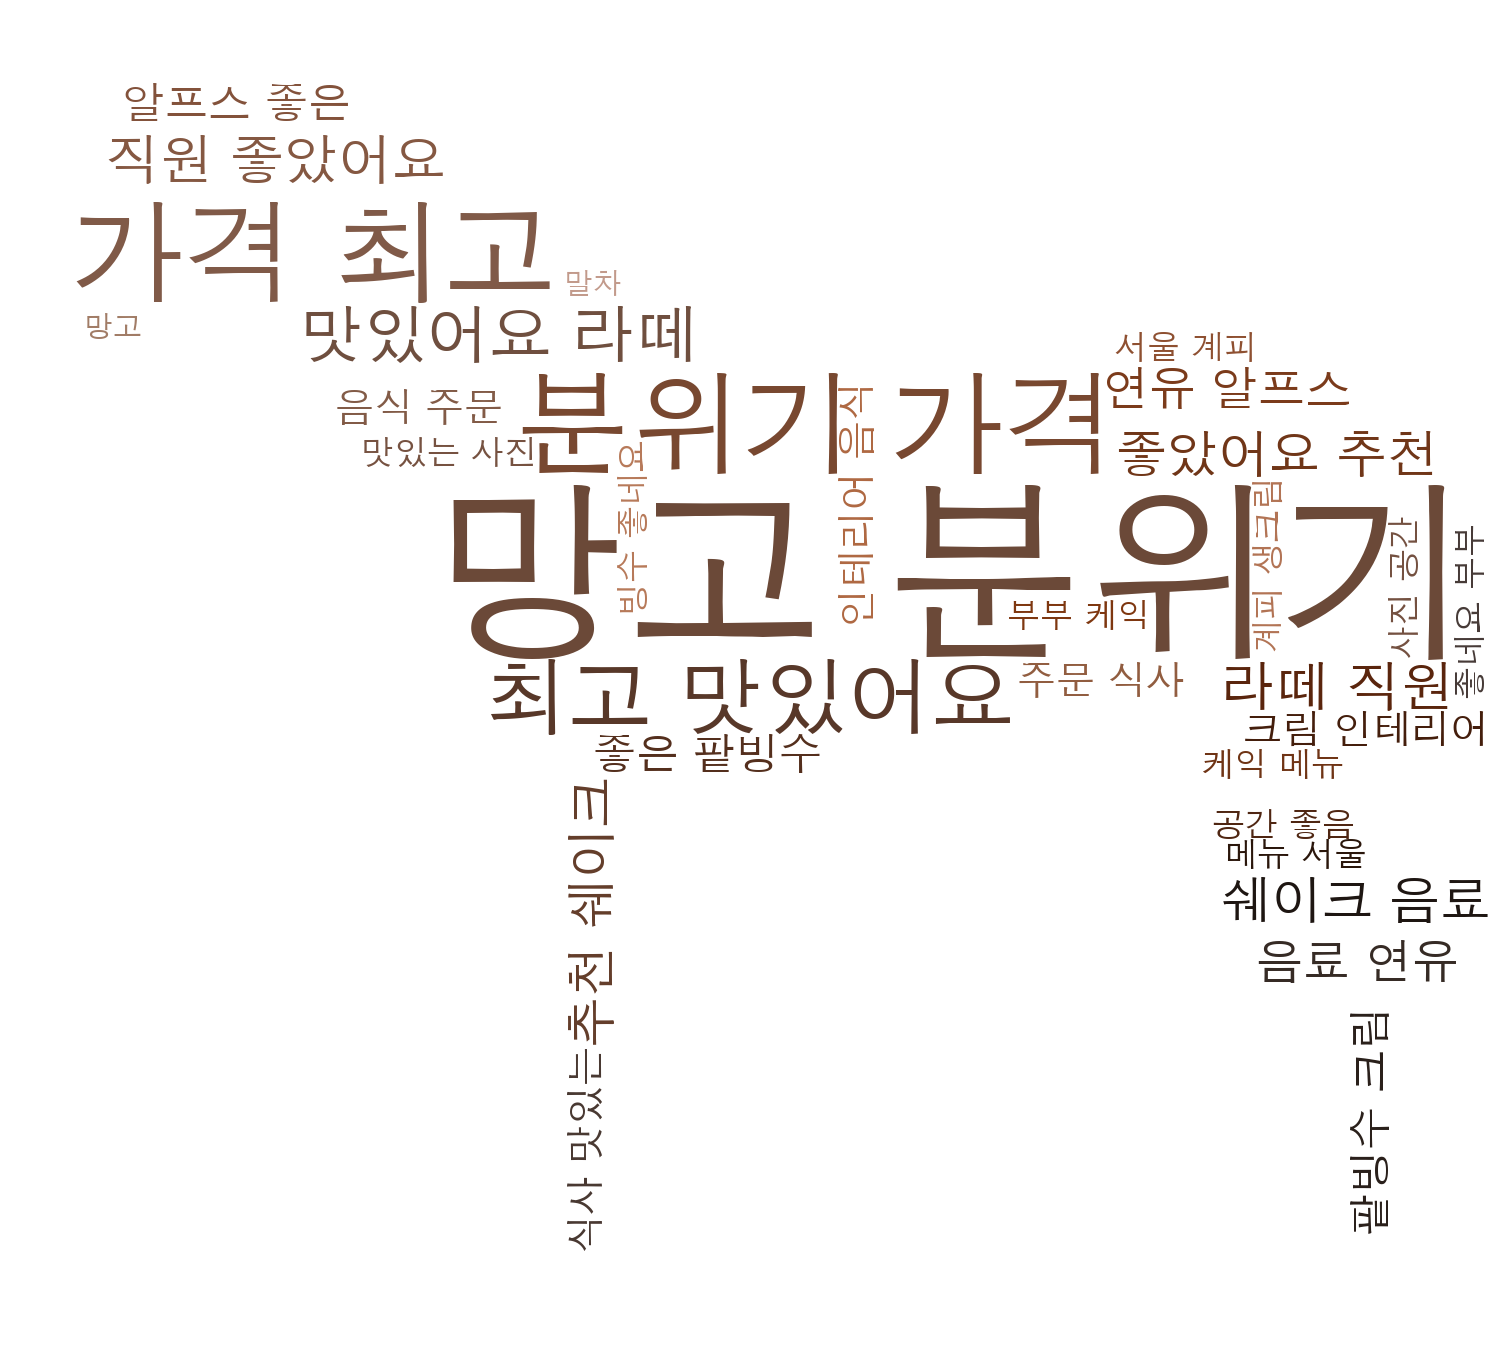 알프스 좋은
직원 좋았어요
가격 최고
말차
망고
맛있어요 라떼
서울 계피
음식 주문
분위기 가격
연유 알프스
맛있는 사진
좋았어요 추천
망고 분위기
빙수 좋네요
인테리어 음식
계피 생크림
사진 공간
좋네요 부부
부부 케익
최고 맛있어요
주문 식사
라떼 직원
크림 인테리어
좋은 팥빙수
케익 메뉴
공간 좋음
메뉴 서울
쉐이크 음료
음료 연유
추천 쉐이크
식사 맛있는
팥빙수 크림